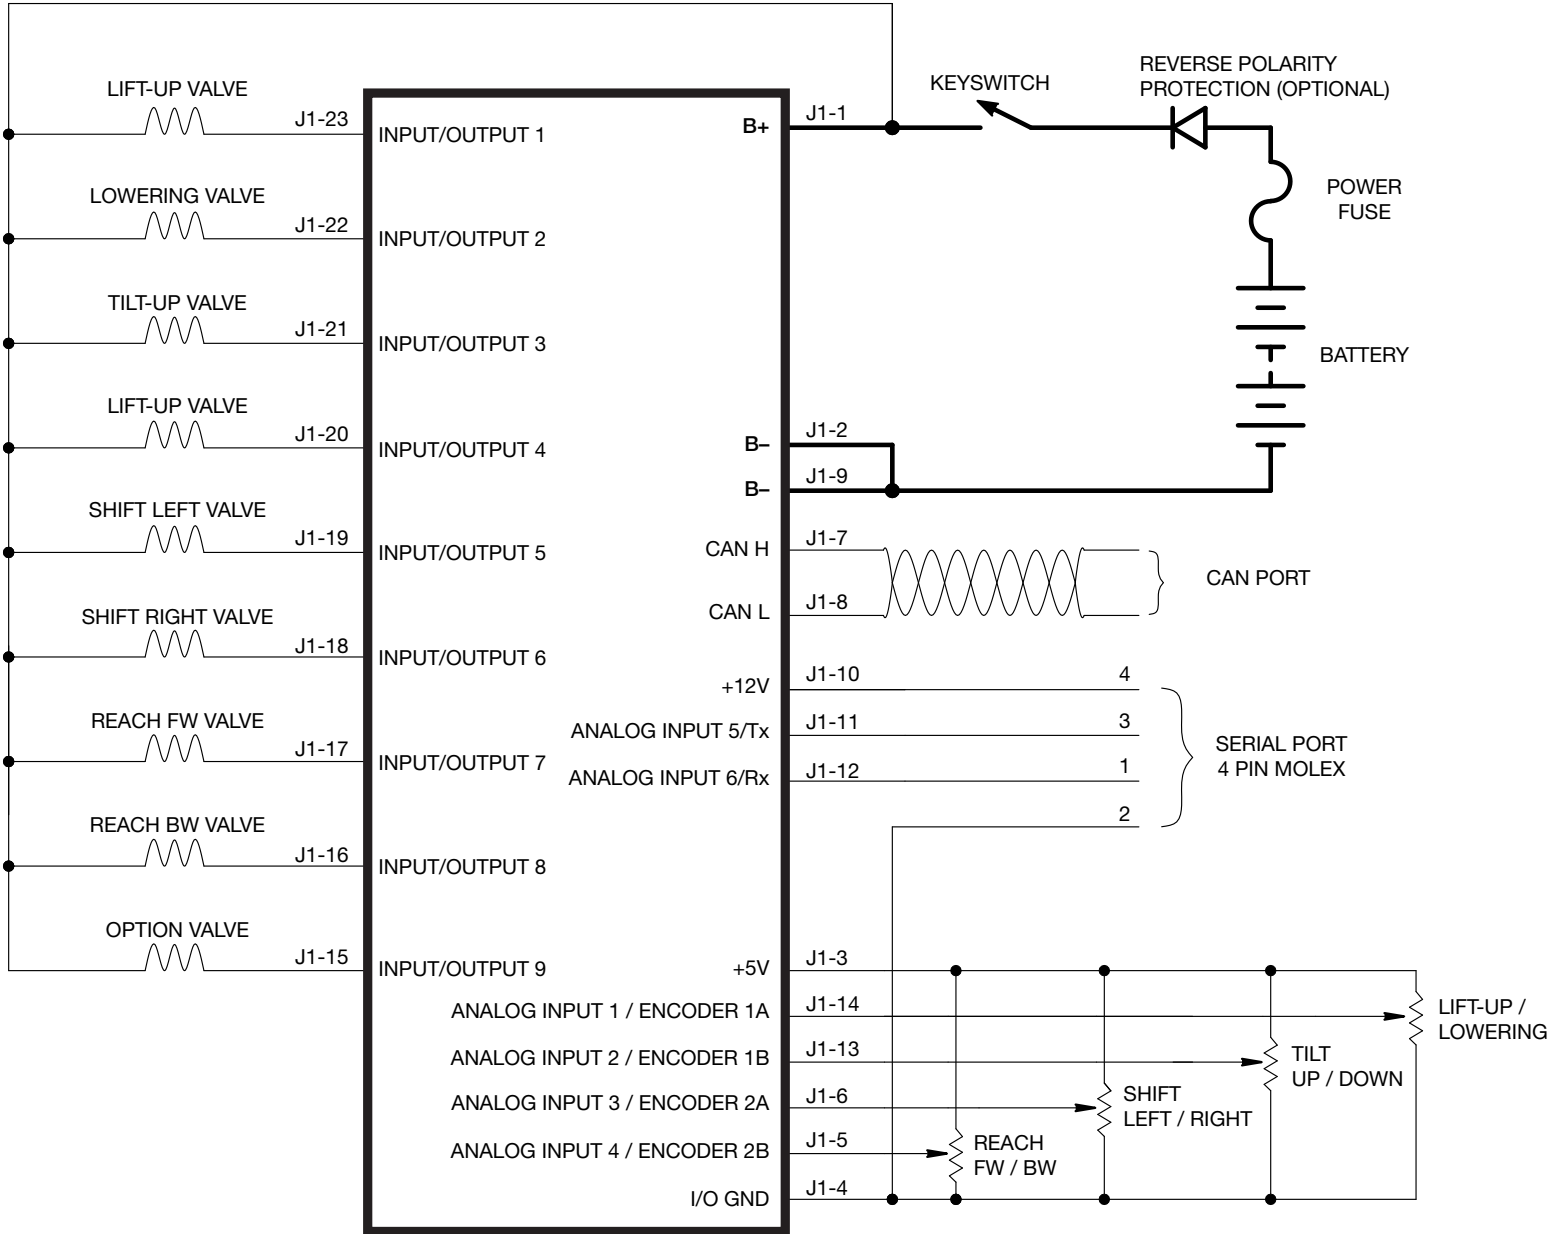 LIFT-UP VALVE
J1-23
INPUT/OUTPUT 1
LOWERING VALVE
J1-22
INPUT/OUTPUT 2
TILT-UP VALVE
J1-21
INPUT/OUTPUT 3
LIFT-UP VALVE
J1-20
INPUT/OUTPUT 4
SHIFT LEFT VALVE
J1-19
INPUT/OUTPUT 5
SHIFT RIGHT VALVE
J1-18
INPUT/OUTPUT 6
REACH FW VALVE
J1-17
INPUT/OUTPUT 7
REACH BW VALVE
J1-16
INPUT/OUTPUT 8
OPTION VALVE
J1-15
INPUT/OUTPUT 9
B+
J1-1
KEYSWITCH
REVERSE POLARITY
PROTECTION (OPTIONAL)
POWER
FUSE
BATTERY
B–
J1-2
B–
J1-9
CAN H
J1-7
CAN L
J1-8
CAN PORT
+12V
J1-10
4
ANALOG INPUT 5/Tx
J1-11
3
ANALOG INPUT 6/Rx
J1-12
1
2
SERIAL PORT
4 PIN MOLEX
+5V
J1-3
ANALOG INPUT 1 / ENCODER 1A
J1-14
LIFT-UP /
LOWERING
ANALOG INPUT 2 / ENCODER 1B
J1-13
TILT
UP / DOWN
ANALOG INPUT 3 / ENCODER 2A
J1-6
SHIFT
LEFT / RIGHT
ANALOG INPUT 4 / ENCODER 2B
J1-5
REACH
FW / BW
I/O GND
J1-4